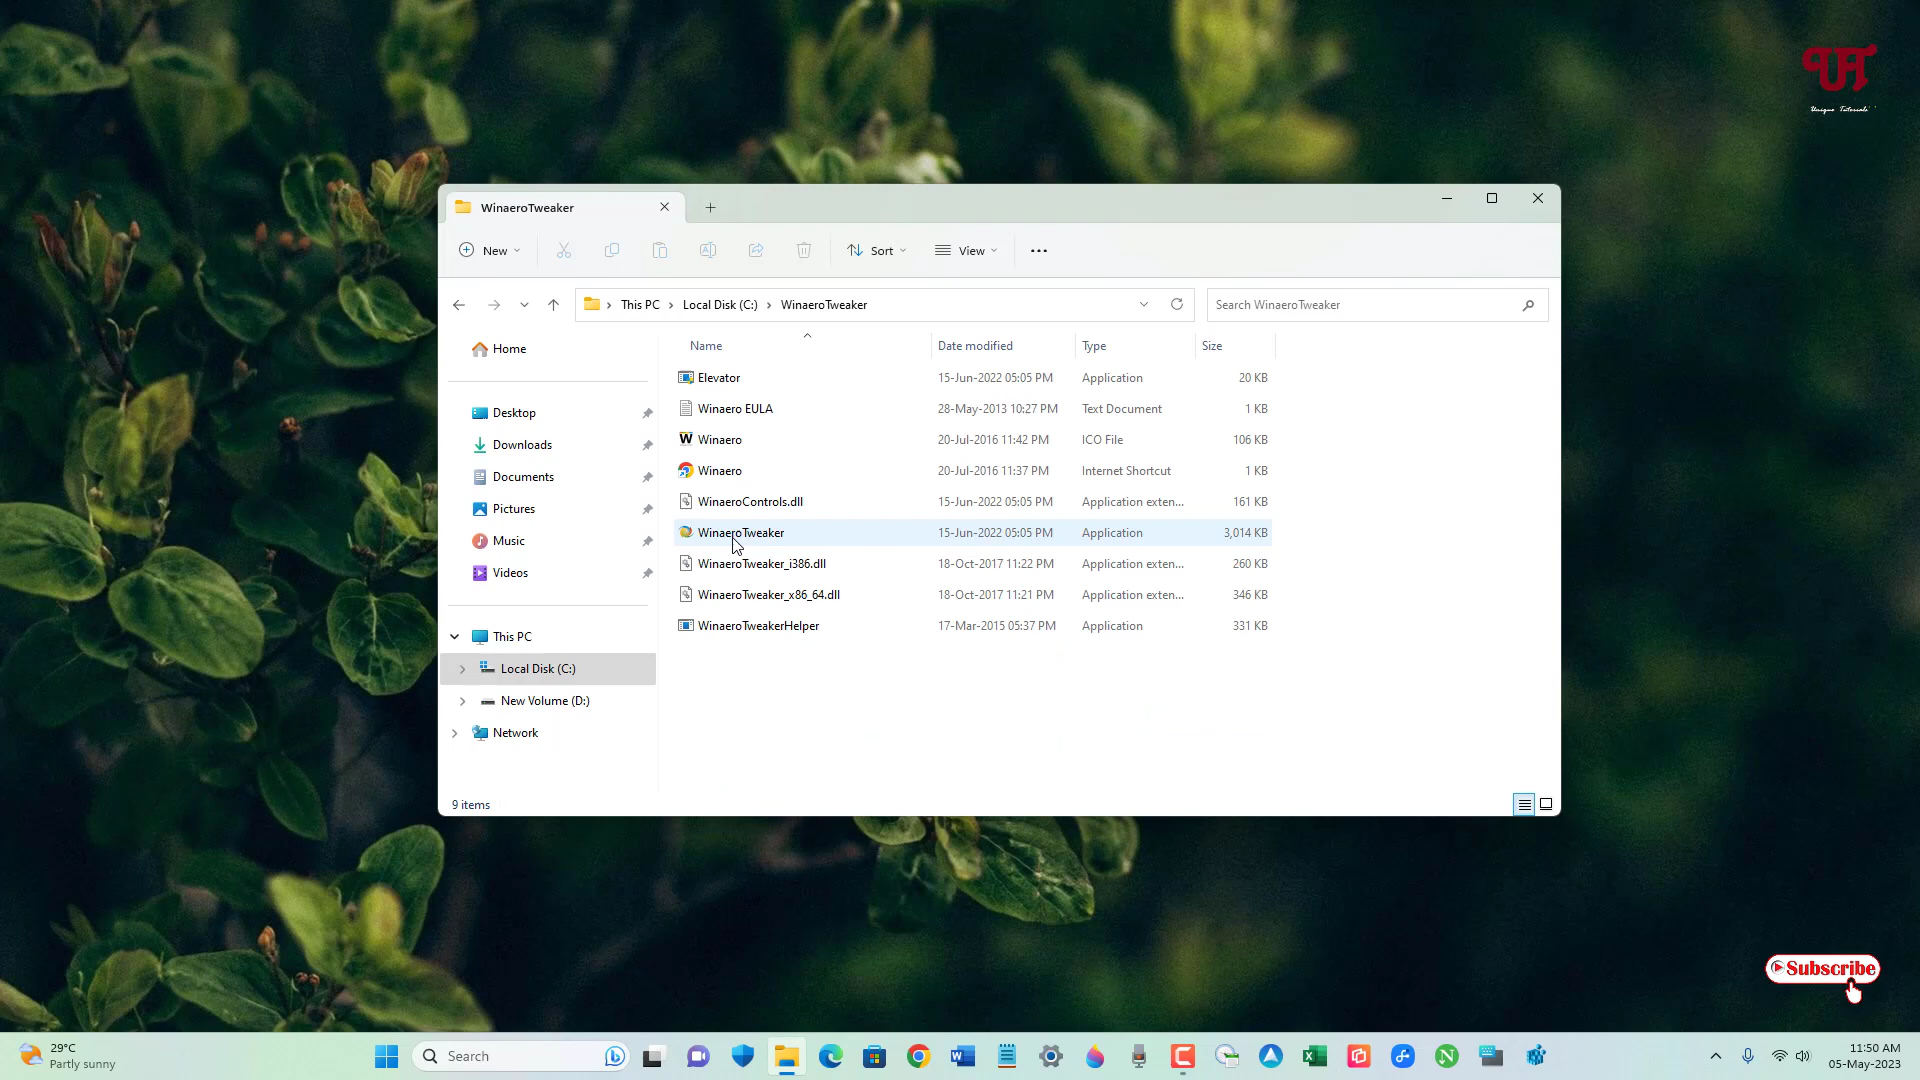 Unique Tutorials
WinaeroTweaker
New
Sort
View
This PC
Local Disk (C:)
WinaeroTweaker
Search WinaeroTweaker
Home
Desktop
Downloads
Documents
Pictures
Music
Videos
This PC
Local Disk (C:)
New Volume (D:)
Network
Name Date modified Type Size
Elevator 15-Jun-2022 05:05 PM Application 20 KB
Winaero EULA 28-May-2013 10:27 PM Text Document 1 KB
Winaero 20-Jul-2016 11:42 PM ICO File 106 KB
Winaero 20-Jul-2016 11:37 PM Internet Shortcut 1 KB
WinaeroControls.dll 15-Jun-2022 05:05 PM Application exten... 161 KB
WinaeroTweaker 15-Jun-2022 05:05 PM Application 3,014 KB
WinaeroTweaker_i386.dll 18-Oct-2017 11:22 PM Application exten... 260 KB
WinaeroTweaker_x86_64.dll 18-Oct-2017 11:21 PM Application exten... 346 KB
WinaeroTweakerHelper 17-Mar-2015 05:37 PM Application 331 KB
9 items
Subscribe
29°C
Partly sunny
Search
11:50 AM
05-May-2023